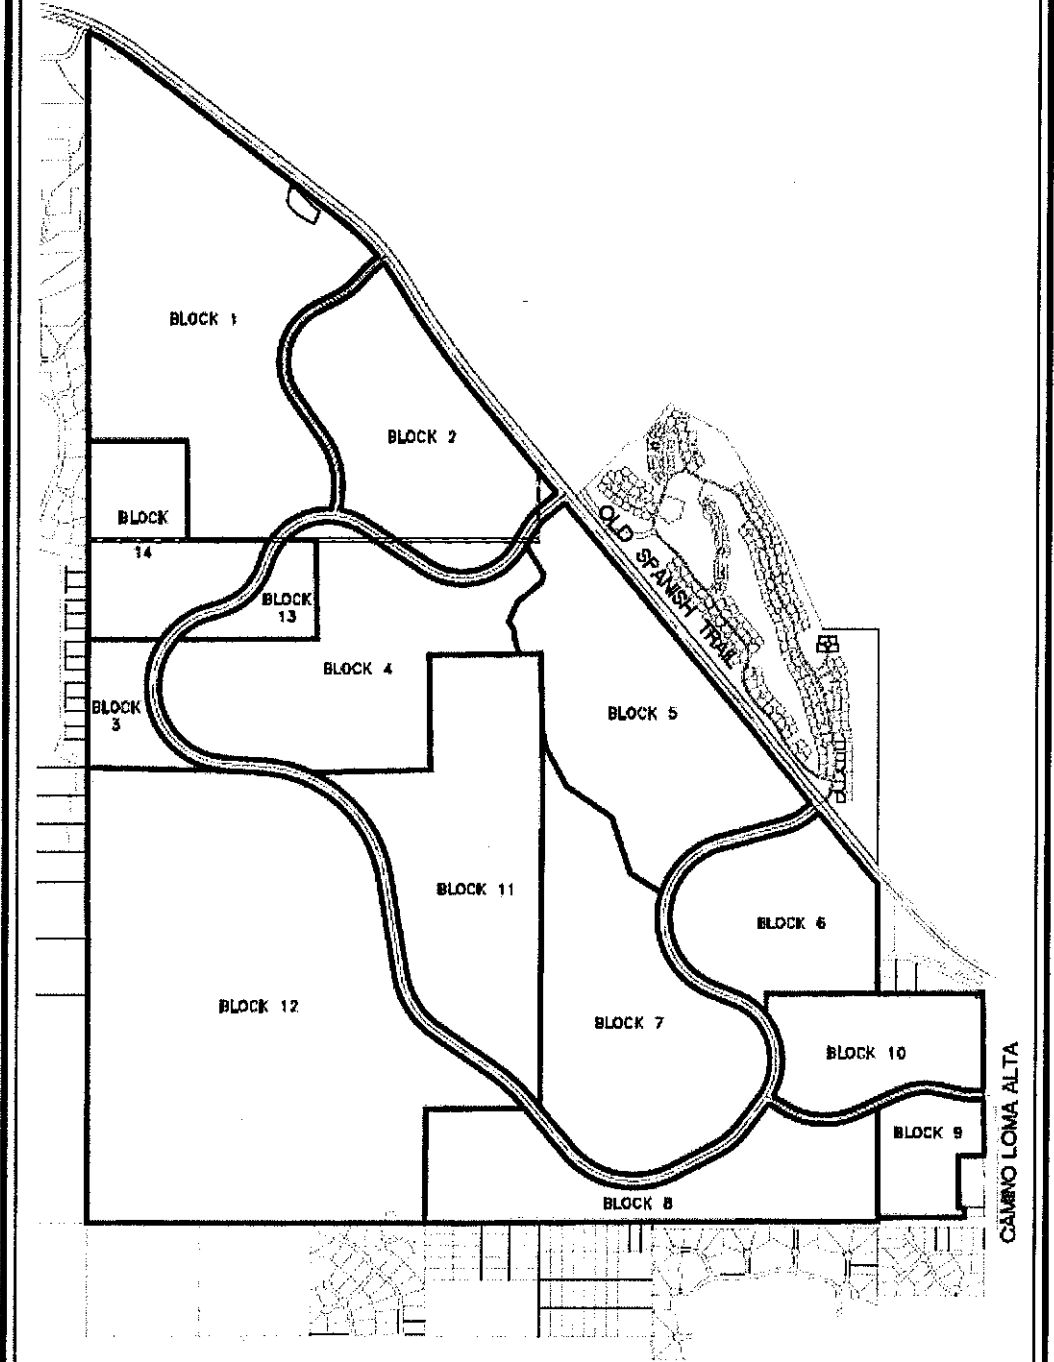 BLOCK 1
BLOCK 2
BLOCK
14
OLD SPANISH TRAIL
BLOCK
13
BLOCK 4
BLOCK
3
BLOCK 5
BLOCK 11
BLOCK 6
BLOCK 12
BLOCK 7
BLOCK 10
BLOCK 9
BLOCK 8
CAMINO LOMA ALTA